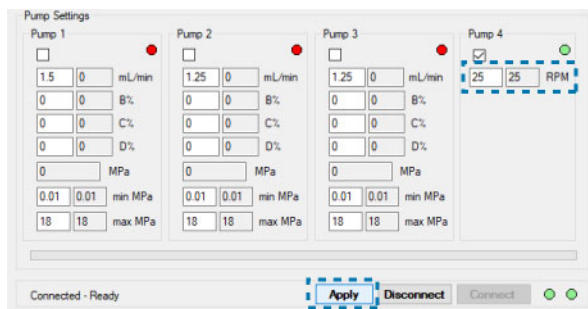 Pump Settings
Pump 1 Pump 2 Pump 3 Pump 4
1.5 0 mL/min 1.25 0 mL/min 1.25 0 mL/min 25 25 RPM
0 0 B% 0 0 B% 0 0 B%
0 0 C% 0 0 C% 0 0 C%
0 0 D% 0 0 D% 0 0 D%
0 MPa 0 MPa 0 MPa
0.01 0.01 min MPa 0.01 0.01 min MPa 0.01 0.01 min MPa
18 18 max MPa 18 18 max MPa 18 18 max MPa
Connected - Ready Apply Disconnect Connect